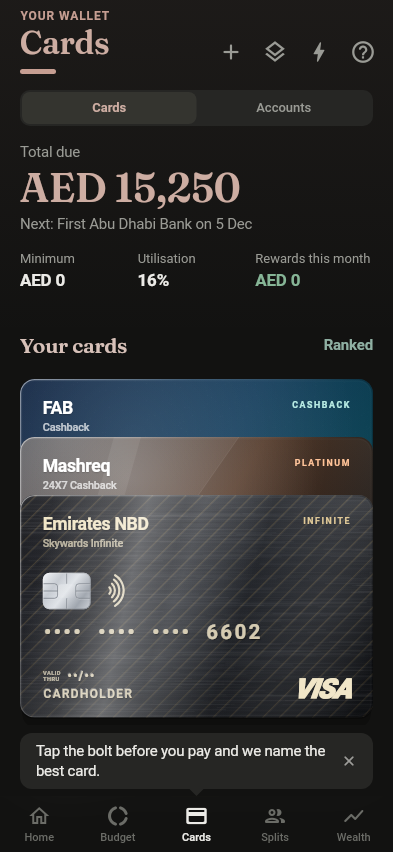 YOUR WALLET
Cards
Cards Accounts
Total due
AED 15,250
Next: First Abu Dhabi Bank on 5 Dec
Minimum Utilisation Rewards this month
AED 0 16% AED 0
Your cards Ranked
FAB CASHBACK
Cashback
Mashreq PLATINUM
24X7 Cashback
Emirates NBD INFINITE
Skywards Infinite
•••• •••• •••• 6602
VALID THRU ••/••
CARDHOLDER
VISA
Tap the bolt before you pay and we name the
best card.
Home Budget Cards Splits Wealth